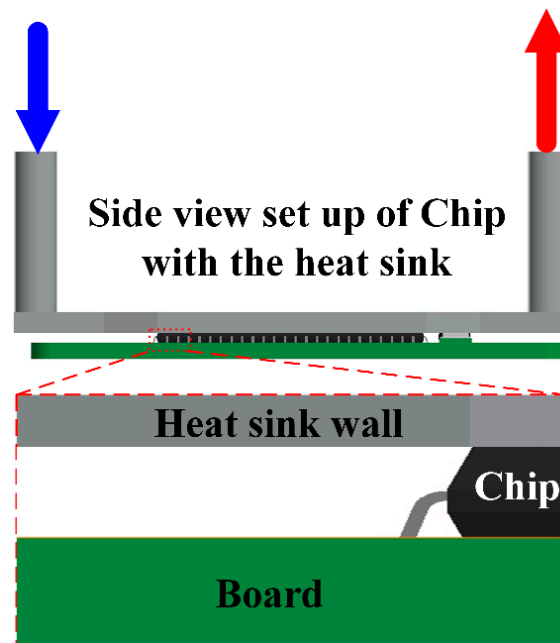 Side view set up of Chip
with the heat sink
Heat sink wall
Chip
Board